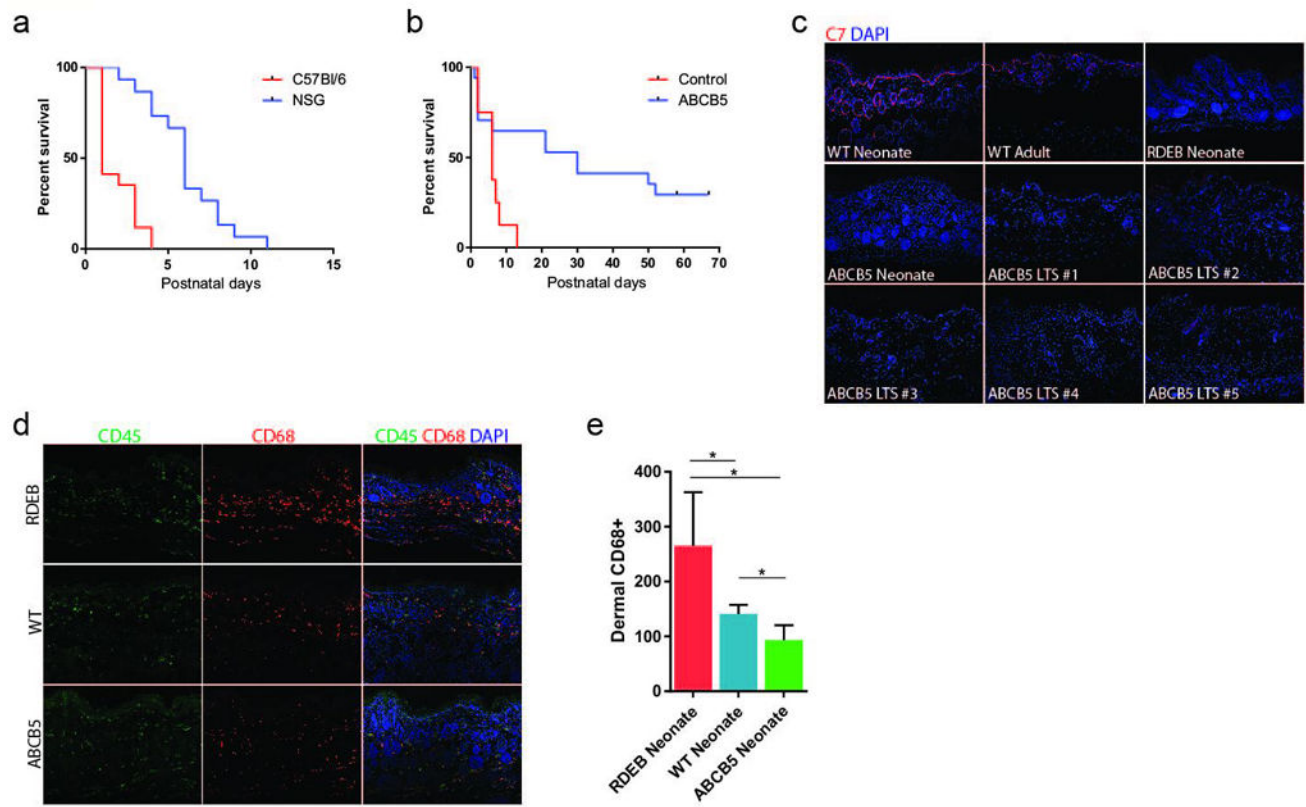 a
C57Bl/6
NSG
Percent survival
100
50
0
0 5 10 15
Postnatal days
b
Control
ABCB5
Percent survival
100
50
0
0 10 20 30 40 50 60 70
Postnatal days
c
C7 DAPI
WT Neonate
WT Adult
RDEB Neonate
ABCB5 Neonate
ABCB5 LTS #1
ABCB5 LTS #2
ABCB5 LTS #3
ABCB5 LTS #4
ABCB5 LTS #5
d
CD45
CD68
CD45 CD68 DAPI
RDEB
WT
ABCB5
e
Dermal CD68+
400
300
200
100
0
*
*
*
RDEB Neonate
WT Neonate
ABCB5 Neonate